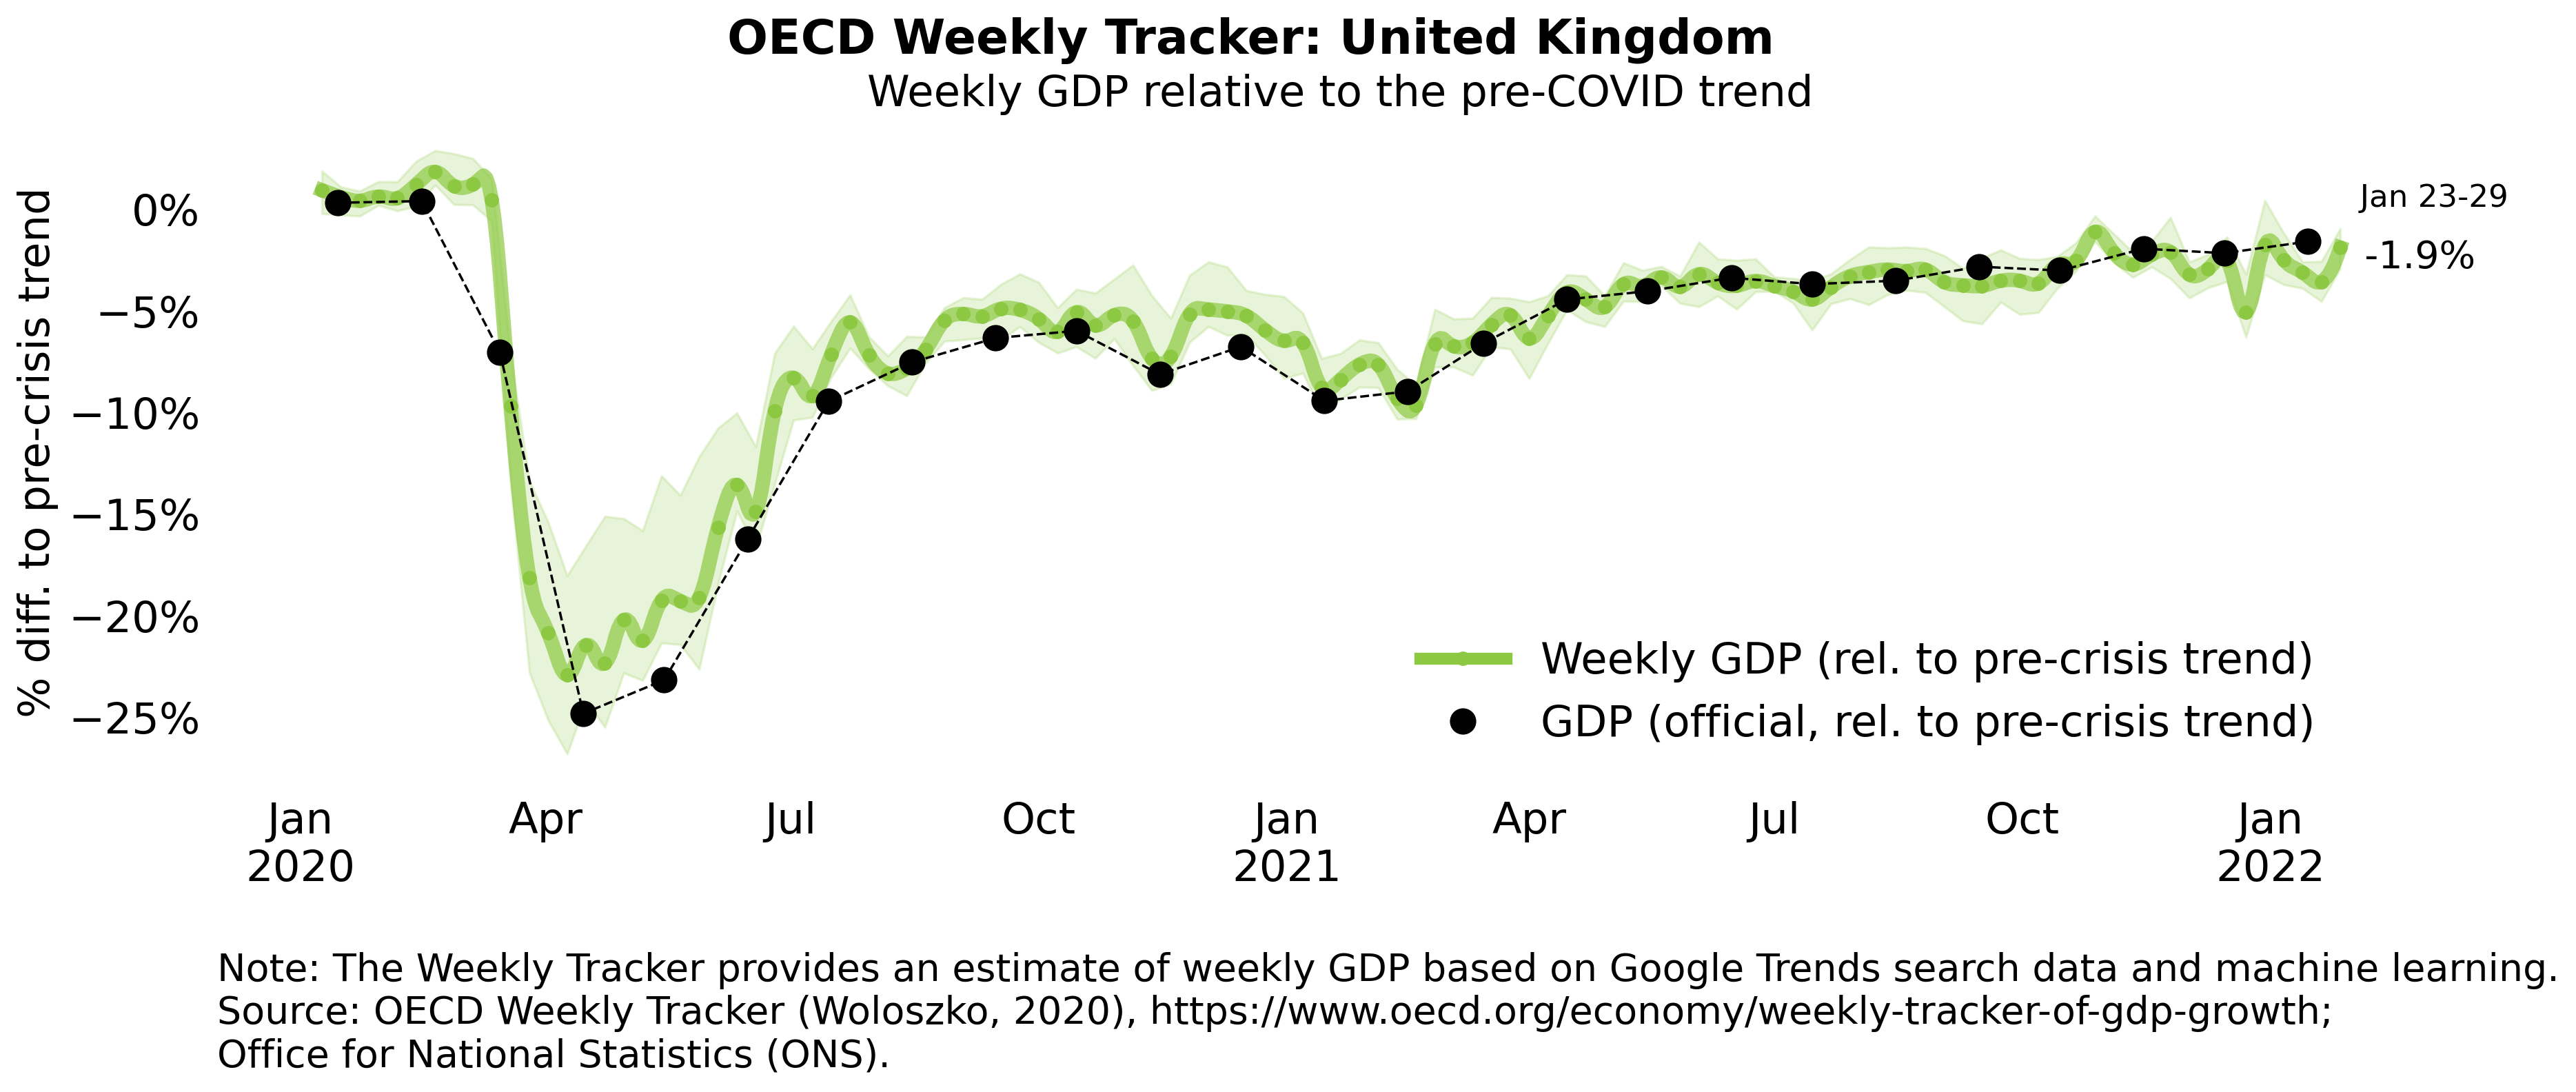 OECD Weekly Tracker: United Kingdom
Weekly GDP relative to the pre-COVID trend
% diff. to pre-crisis trend
0%
−5%
−10%
−15%
−20%
−25%
Jan 23-29
-1.9%
Weekly GDP (rel. to pre-crisis trend)
GDP (official, rel. to pre-crisis trend)
Jan Apr Jul Oct Jan Apr Jul Oct Jan
2020 2021 2022
Note: The Weekly Tracker provides an estimate of weekly GDP based on Google Trends search data and machine learning.
Source: OECD Weekly Tracker (Woloszko, 2020), https://www.oecd.org/economy/weekly-tracker-of-gdp-growth;
Office for National Statistics (ONS).